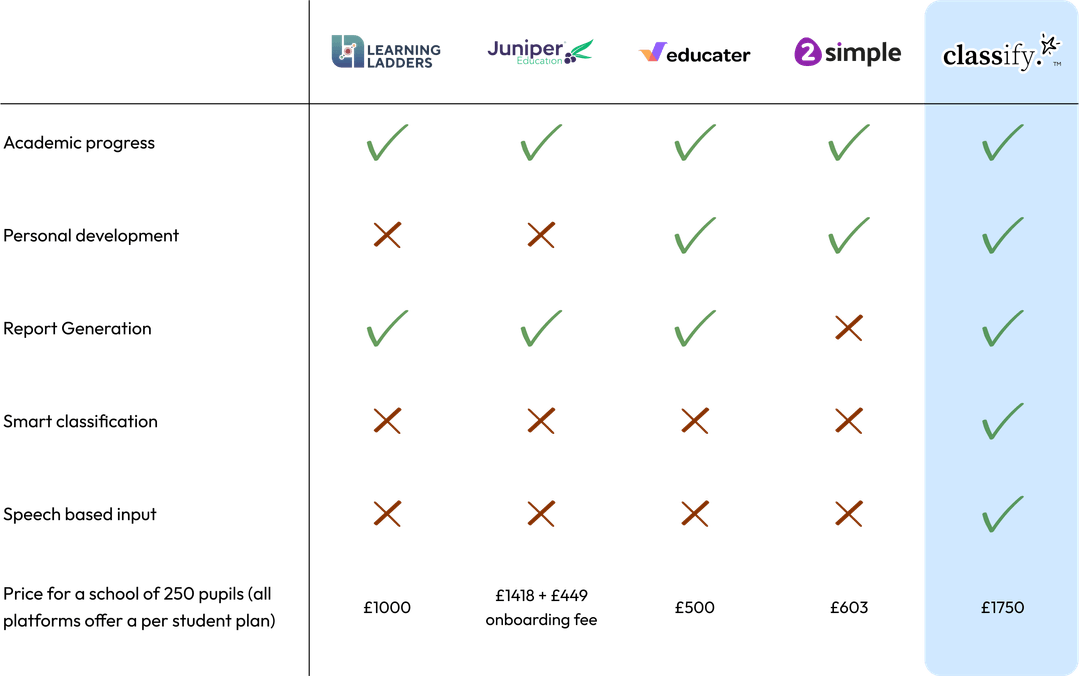 LEARNING
LADDERS
Juniper
Education
educater
2 simple
classify.™
Academic progress
Personal development
Report Generation
Smart classification
Speech based input
Price for a school of 250 pupils (all
platforms offer a per student plan)
£1000
£1418 + £449
onboarding fee
£500
£603
£1750